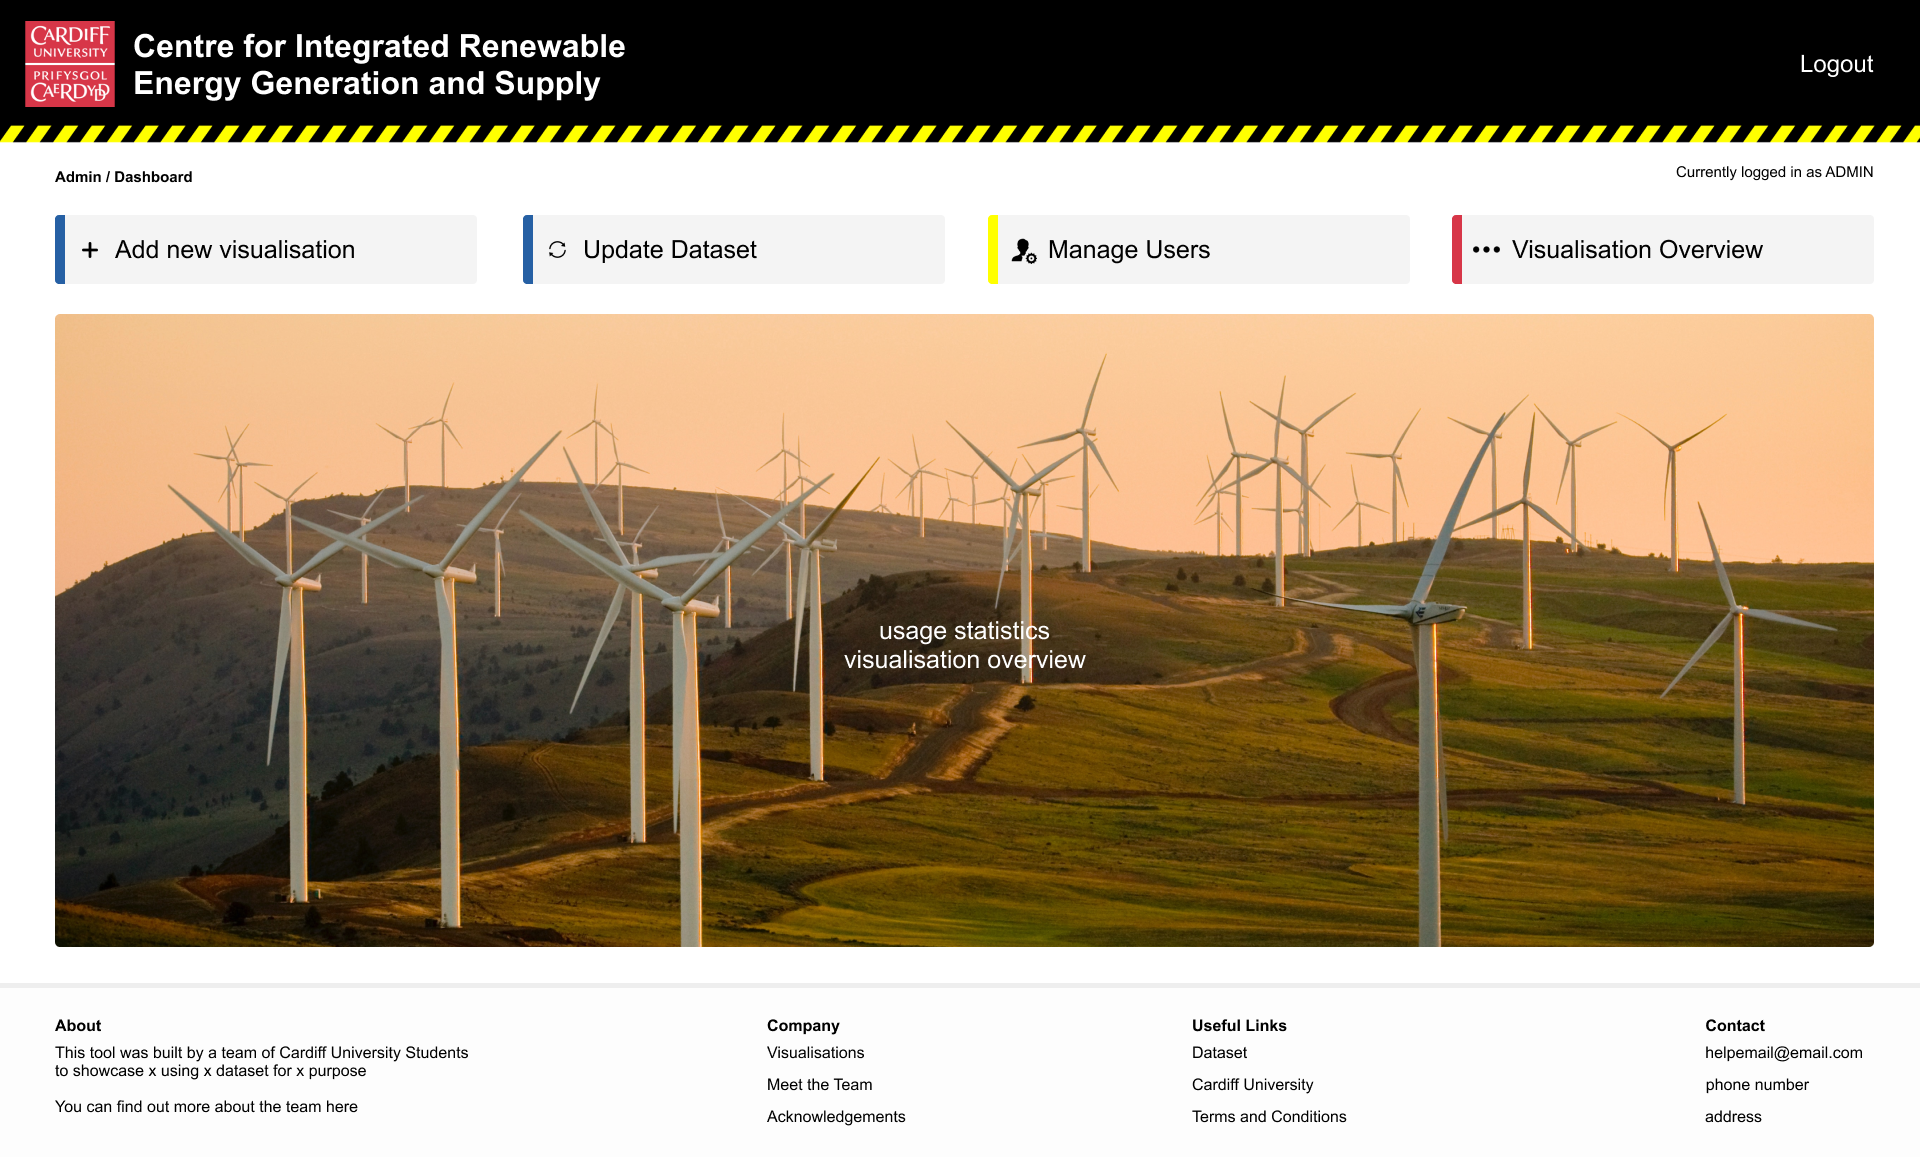 CARDIFF
UNIVERSITY
PRIFYSGOL
CAERDYDD
Centre for Integrated Renewable
Energy Generation and Supply
Logout
Admin / Dashboard
Currently logged in as ADMIN
Add new visualisation
Update Dataset
Manage Users
Visualisation Overview
usage statistics
visualisation overview
About
This tool was built by a team of Cardiff University Students
to showcase x using x dataset for x purpose
You can find out more about the team here
Company
Visualisations
Meet the Team
Acknowledgements
Useful Links
Dataset
Cardiff University
Terms and Conditions
Contact
helpemail@email.com
phone number
address